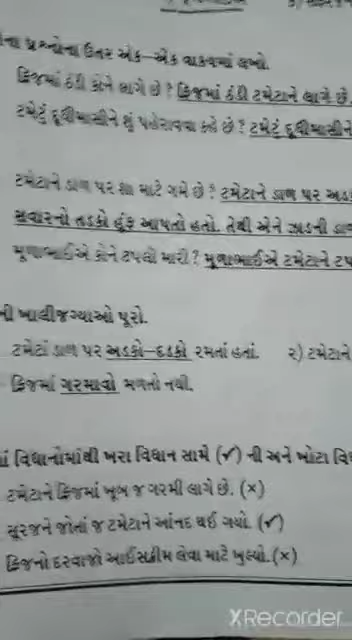 ના પ્રશ્નોના ઉત્તર એક-એક વાક્યમાં લખો.
ફ્રિજમાં ઠંડી કોને લાગે છે ? ફ્રિજમાં ઠંડી ટમેટાને લાગે છે.
ટમેટું દૂધીમાસીને શું પહેરાવવા કહે છે ? ટમેટું દૂધીમાસીને
ટમેટાને ડાળ પર શા માટે ગમે છે ? ટમેટાને ડાળ પર
સવારનો તડકો હૂંફ આપતો હતો. તેથી એને ઝાડની
મૂળાભાઈએ કોને ટપલી મારી ? મૂળાભાઈએ ટમેટાને
ની ખાલીજગ્યાઓ પૂરો.
ટમેટાં ડાળ પર અડકો-દડકો રમતાં હતાં. ૨) ટમેટાને
ફ્રિજમાં ગરમાવો મળતો નથી.
વિધાનોમાંથી ખરા વિધાન સામે (✓) ની અને ખોટા
ટમેટાને ફ્રિજમાં ખૂબ જ ગરમી લાગે છે. (×)
સૂરજને જોતાં જ ટમેટાને આનંદ થઈ ગયો. (✓)
ફ્રિજનો દરવાજો આઈસક્રીમ લેવા માટે ખુલ્યો. (×)
XRecorder